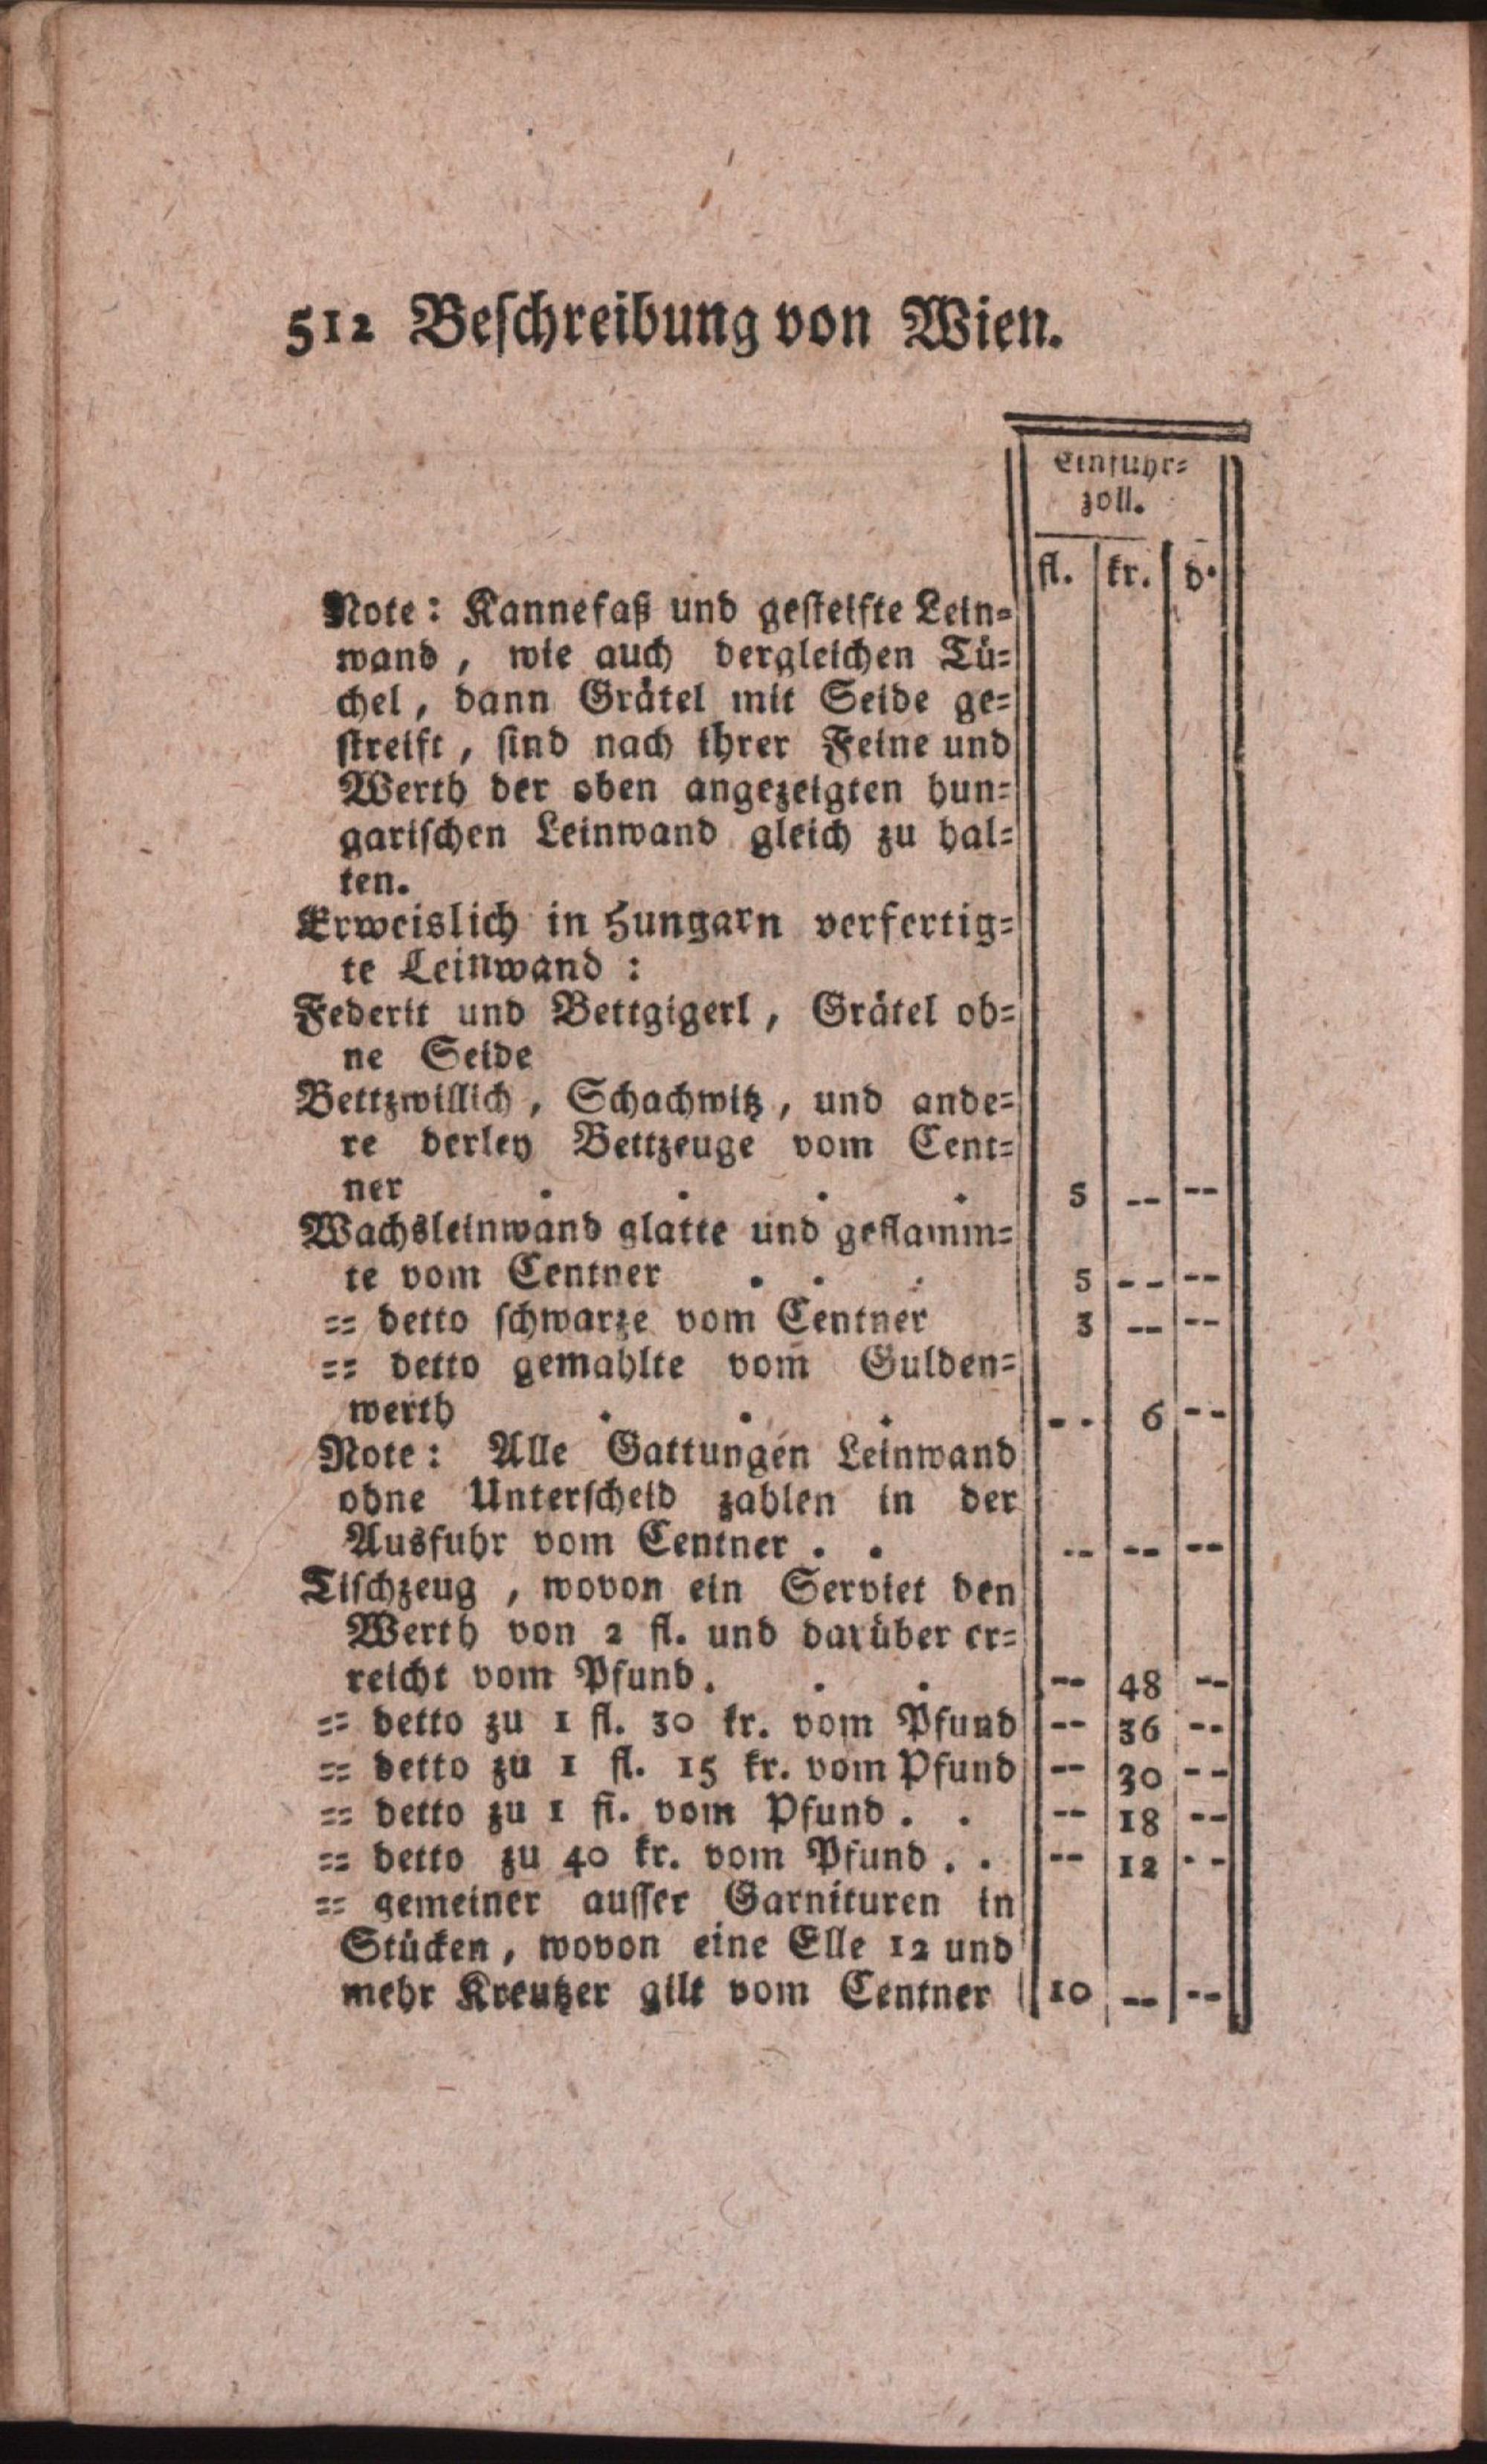 512 Beschreibung von Wien.
Einfuhr=
zoll.
fl. kr. d.
Note: Kannefaß und gesteifte Lein=
wand, wie auch dergleichen Tü=
chel, dann Grätel mit Seide ge=
streift, sind nach ihrer Feine und
Werth der oben angezeigten hun=
garischen Leinwand gleich zu hal=
ten.
Erweislich in Hungarn verfertig=
te Leinwand:
Federit und Bettgigerl, Grätel oh=
ne Seide
Bettzwillich, Schachwitz, und ande=
re derley Bettzeuge vom Cent=
ner . . . . 5 -- --
Wachsleinwand glatte und geflamm=
te vom Centner . . . 5 -- --
== detto schwarze vom Centner 3 -- --
== detto gemahlte vom Gulden=
werth . . . -- 6 --
Note: Alle Gattungen Leinwand
ohne Unterscheid zahlen in der
Ausfuhr vom Centner . . -- -- --
Tischzeug, wovon ein Serviet den
Werth von 2 fl. und darüber er=
reicht vom Pfund. . . -- 48 --
== detto zu 1 fl. 30 kr. vom Pfund -- 36 --
== detto zu 1 fl. 15 kr. vom Pfund -- 30 --
== detto zu 1 fl. vom Pfund . . -- 18 --
== detto zu 40 kr. vom Pfund . . -- 12 --
== gemeiner ausser Garnituren in
Stücken, wovon eine Elle 12 und
mehr Kreutzer gilt vom Centner 10 -- --